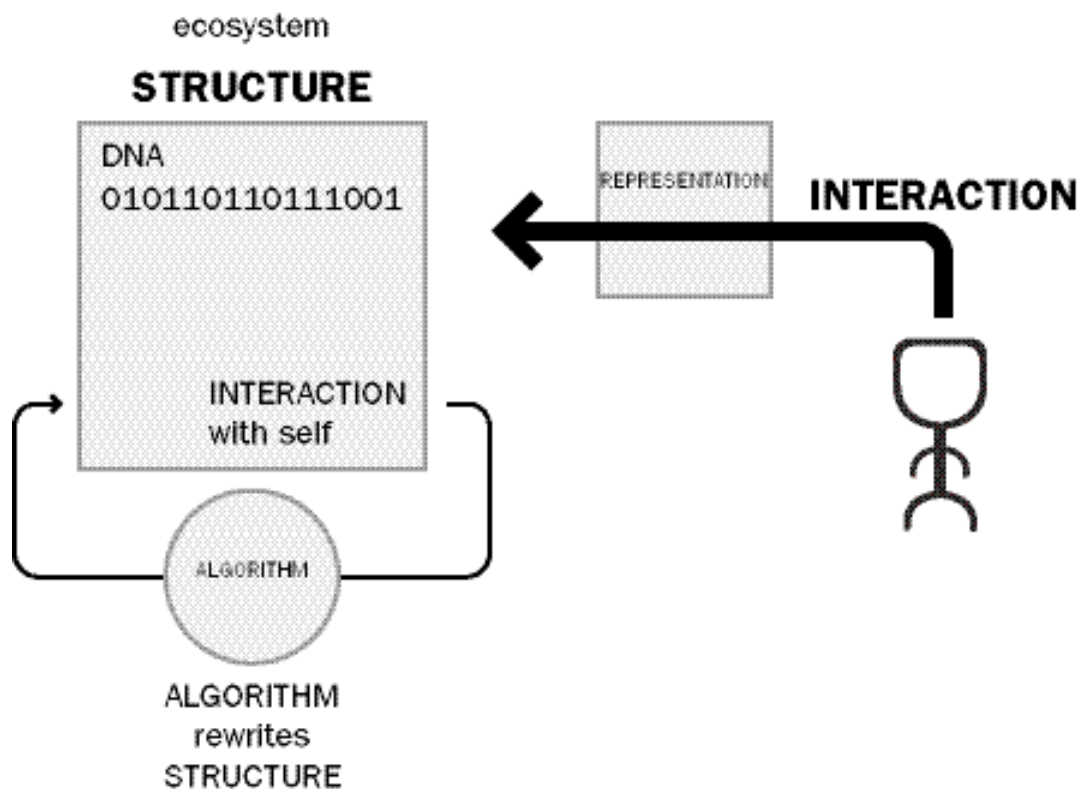 ecosystem
STRUCTURE
DNA
010110110111001
REPRESENTATION
INTERACTION
INTERACTION
with self
ALGORITHM
ALGORITHM
rewrites
STRUCTURE